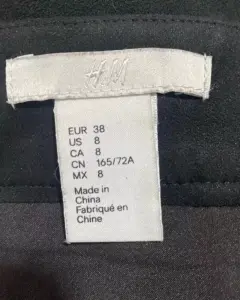 H&M
EUR 38
US 8
CA 8
CN 165/72A
MX 8
Made in
China
Fabriqué en
Chine